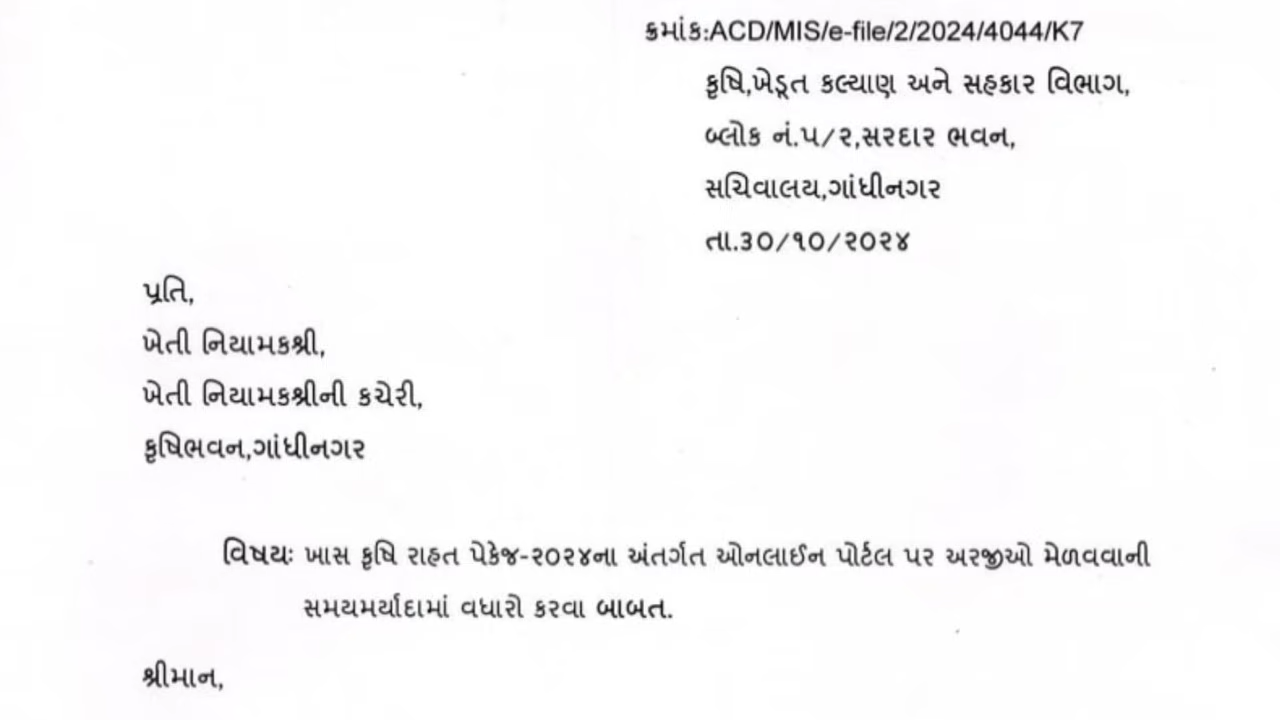 ક્રમાંક:ACD/MIS/e-file/2/2024/4044/K7
કૃષિ,ખેડૂત કલ્યાણ અને સહકાર વિભાગ,
બ્લોક નં.૫/૨,સરદાર ભવન,
સચિવાલય,ગાંધીનગર
તા.૩૦/૧૦/૨૦૨૪
પ્રતિ,
ખેતી નિયામકશ્રી,
ખેતી નિયામકશ્રીની કચેરી,
કૃષિભવન,ગાંધીનગર
વિષયઃ ખાસ કૃષિ રાહત પેકેજ-૨૦૨૪ના અંતર્ગત ઓનલાઈન પોર્ટલ પર અરજીઓ મેળવવાની
સમયમર્યાદામાં વધારો કરવા બાબત.
શ્રીમાન,